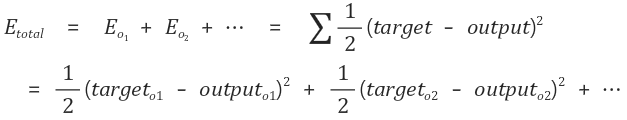 E_total = E_o₁ + E_o₂ + ⋯ = ∑ 1/2 (target − output)²
= 1/2 (target_o1 − output_o1)² + 1/2 (target_o2 − output_o2)² + ⋯